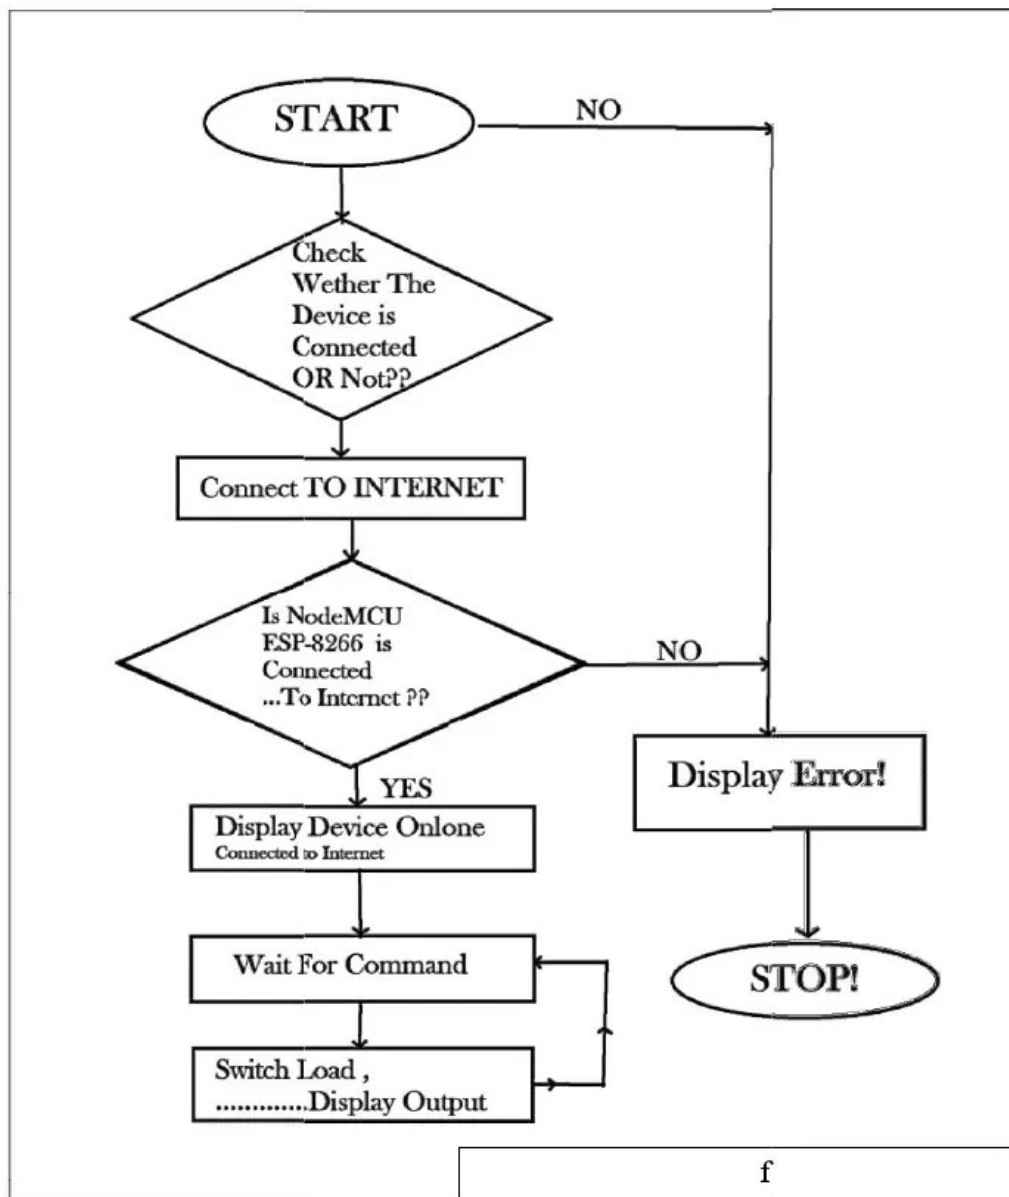 START
NO
Check
Wether The
Device is
Connected
OR Not??
Connect TO INTERNET
Is NodeMCU
ESP-8266 is
Connected
...To Internet ??
NO
YES
Display Error!
Display Device Onlone
Connected to Internet
Wait For Command
STOP!
Switch Load ,
.............Display Output
f